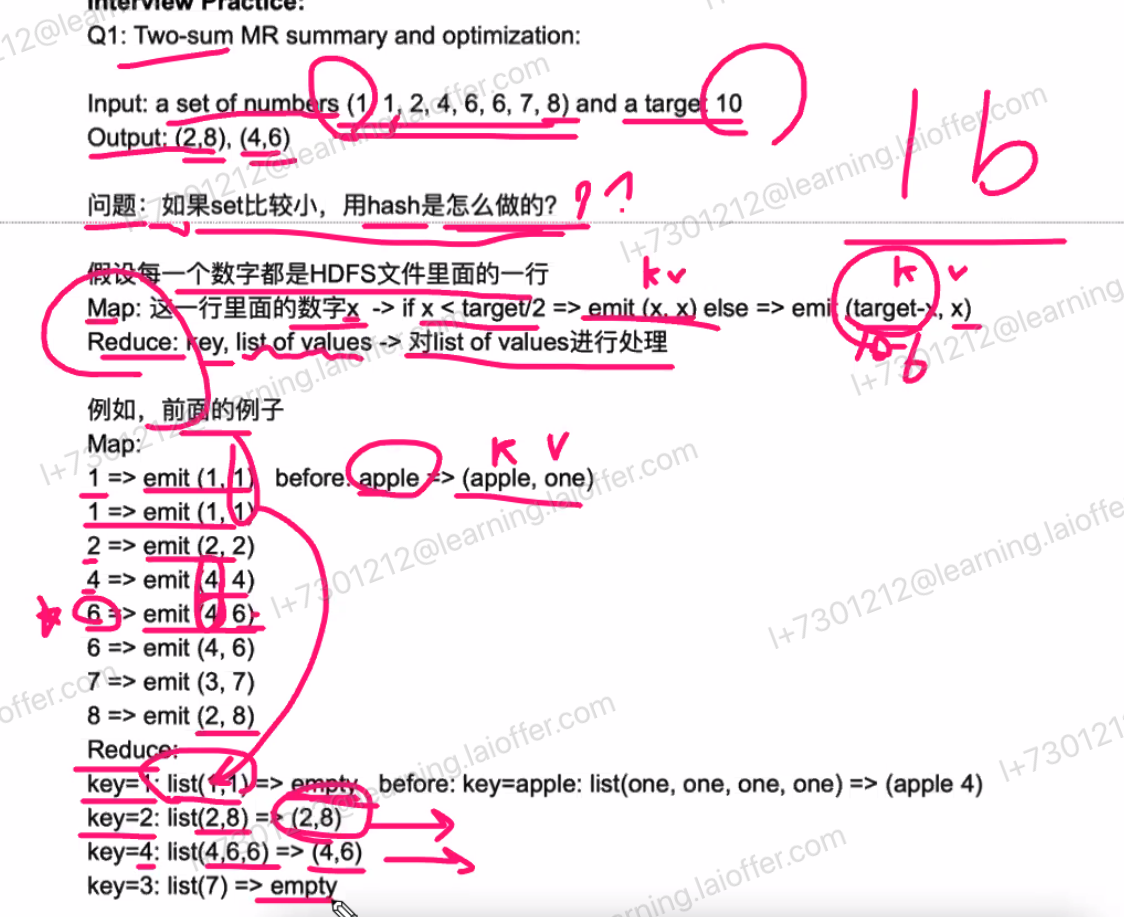 Interview Practice:
Q1: Two-sum MR summary and optimization:
Input: a set of numbers (1, 1, 2, 4, 6, 6, 7, 8) and a target 10
Output: (2,8), (4,6)
16
问题：如果set比较小，用hash是怎么做的? ? ?
假设每一个数字都是HDFS文件里面的一行
k v k v
Map: 这一行里面的数字x -> if x < target/2 => emit (x, x) else => emit (target-x, x)
Reduce: key, list of values -> 对list of values进行处理
10-6
例如，前面的例子
Map:
K V
1 => emit (1, 1) before: apple => (apple, one)
1 => emit (1, 1)
2 => emit (2, 2)
4 => emit (4, 4)
6 => emit (4, 6)
6 => emit (4, 6)
7 => emit (3, 7)
8 => emit (2, 8)
Reduce:
key=1: list(1,1) => empty before: key=apple: list(one, one, one, one) => (apple 4)
key=2: list(2,8) => (2,8)
key=4: list(4,6,6) => (4,6)
key=3: list(7) => empty
l+7301212@learning.laioffer.com